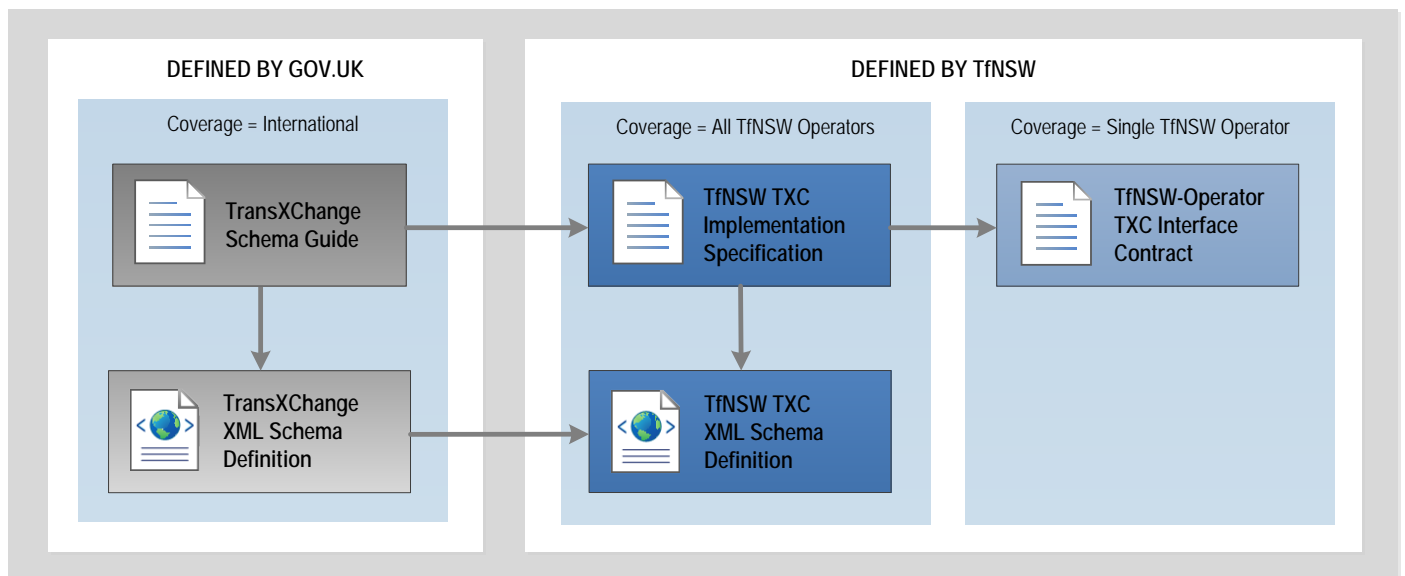 DEFINED BY GOV.UK
Coverage = International
TransXChange
Schema Guide
TransXChange
XML Schema
Definition
DEFINED BY TfNSW
Coverage = All TfNSW Operators
TfNSW TXC
Implementation
Specification
TfNSW TXC
XML Schema
Definition
Coverage = Single TfNSW Operator
TfNSW-Operator
TXC Interface
Contract